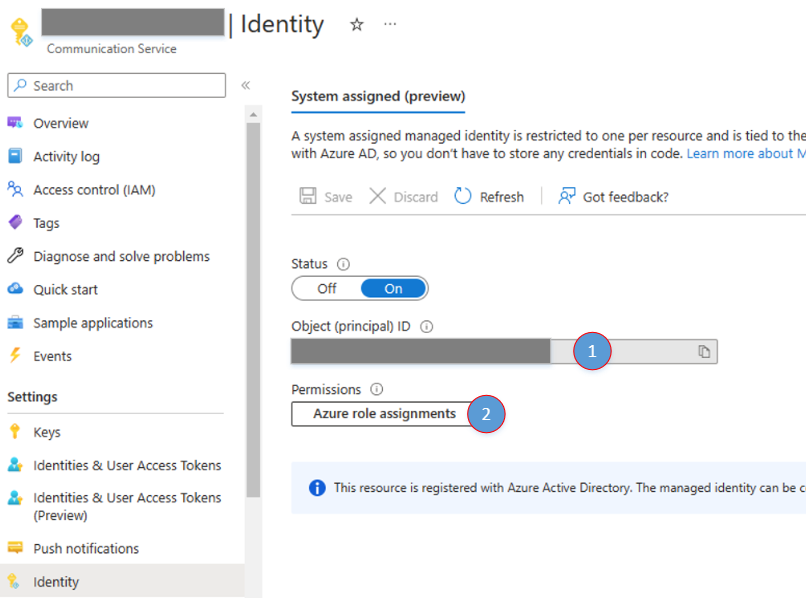 | Identity
Communication Service
Search
Overview
Activity log
Access control (IAM)
Tags
Diagnose and solve problems
Quick start
Sample applications
Events
Settings
Keys
Identities & User Access Tokens
Identities & User Access Tokens
(Preview)
Push notifications
Identity
System assigned (preview)
A system assigned managed identity is restricted to one per resource and is tied to the
with Azure AD, so you don't have to store any credentials in code. Learn more about M
Save Discard Refresh Got feedback?
Status
Off On
Object (principal) ID
1
Permissions
Azure role assignments 2
This resource is registered with Azure Active Directory. The managed identity can be c